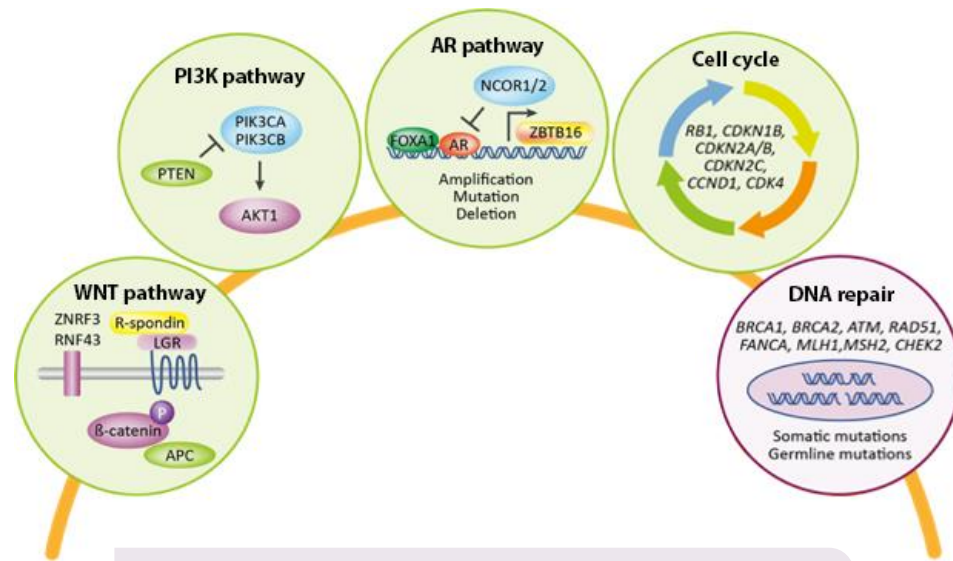 WNT pathway
ZNRF3
RNF43
R-spondin
LGR
P
ß-catenin
APC
PI3K pathway
PIK3CA
PIK3CB
PTEN
AKT1
AR pathway
NCOR1/2
FOXA1
AR
ZBTB16
Amplification
Mutation
Deletion
Cell cycle
RB1, CDKN1B,
CDKN2A/B,
CDKN2C,
CCND1, CDK4
DNA repair
BRCA1, BRCA2, ATM, RAD51,
FANCA, MLH1,MSH2, CHEK2
Somatic mutations
Germline mutations